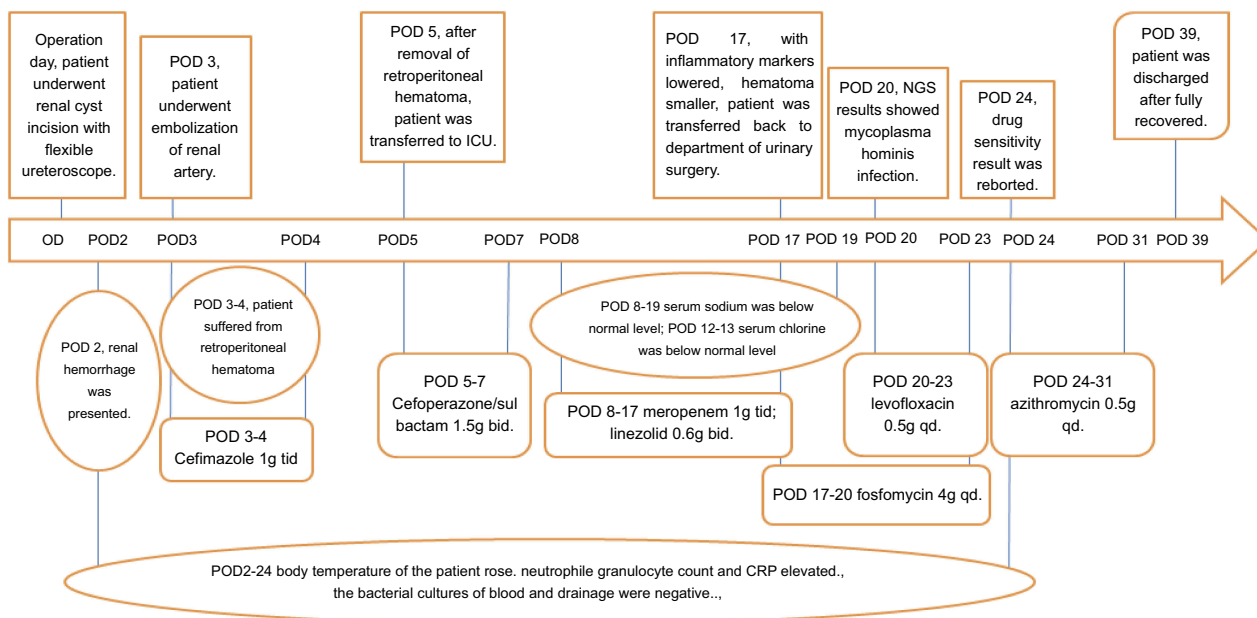 Operation
day, patient
underwent
renal cyst
incision with
flexible
ureteroscope.
POD 3,
patient
underwent
embolization
of renal
artery.
POD 5, after
removal of
retroperitoneal
hematoma,
patient was
transferred to ICU.
POD 17, with
inflammatory markers
lowered, hematoma
smaller, patient was
transferred back to
department of urinary
surgery.
POD 20, NGS
results showed
mycoplasma
hominis
infection.
POD 24,
drug
sensitivity
result was
reborted.
POD 39,
patient was
discharged
after fully
recovered.
OD POD2 POD3 POD4 POD5 POD7 POD8 POD 17 POD 19 POD 20 POD 23 POD 24 POD 31 POD 39
POD 2, renal
hemorrhage
was
presented.
POD 3-4, patient
suffered from
retroperitoneal
hematoma
POD 3-4
Cefimazole 1g tid
POD 5-7
Cefoperazone/sul
bactam 1.5g bid.
POD 8-19 serum sodium was below
normal level; POD 12-13 serum chlorine
was below normal level
POD 8-17 meropenem 1g tid;
linezolid 0.6g bid.
POD 17-20 fosfomycin 4g qd.
POD 20-23
levofloxacin
0.5g qd.
POD 24-31
azithromycin 0.5g
qd.
POD2-24 body temperature of the patient rose. neutrophile granulocyte count and CRP elevated.,
the bacterial cultures of blood and drainage were negative..,